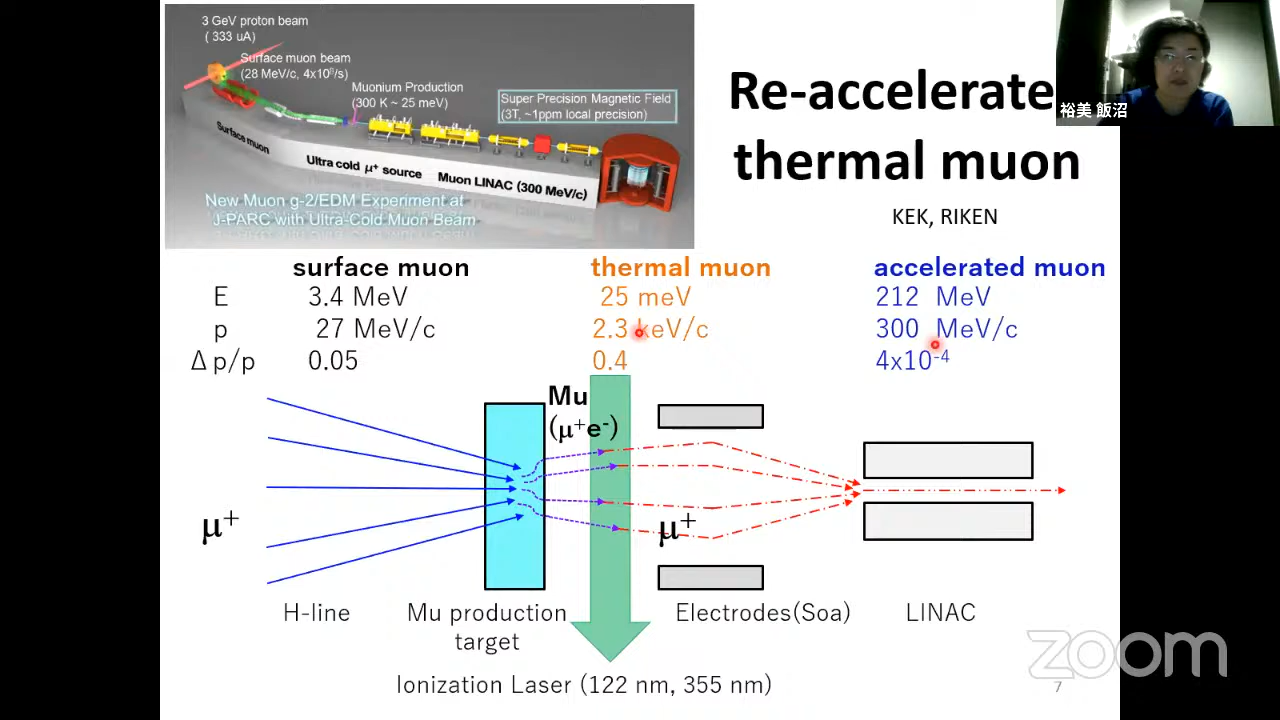 3 GeV proton beam
( 333 uA)
Surface muon beam
(28 MeV/c, 4x10⁸/s)
Muonium Production
(300 K ~ 25 meV)
Super Precision Magnetic Field
(3T, ~1ppm local precision)
Surface muon
Ultra cold μ⁺ source
Muon LINAC (300 MeV/c)
New Muon g-2/EDM Experiment at
J-PARC with Ultra-Cold Muon Beam
Re-accelerate
thermal muon
KEK, RIKEN
裕美 飯沼
surface muon thermal muon accelerated muon
E 3.4 MeV 25 meV 212 MeV
p 27 MeV/c 2.3 keV/c 300 MeV/c
Δp/p 0.05 0.4 4x10⁻⁴
Mu
(μ⁺e⁻)
μ⁺
μ⁺
H-line
Mu production
target
Electrodes(Soa)
LINAC
Ionization Laser (122 nm, 355 nm)
zoom
7